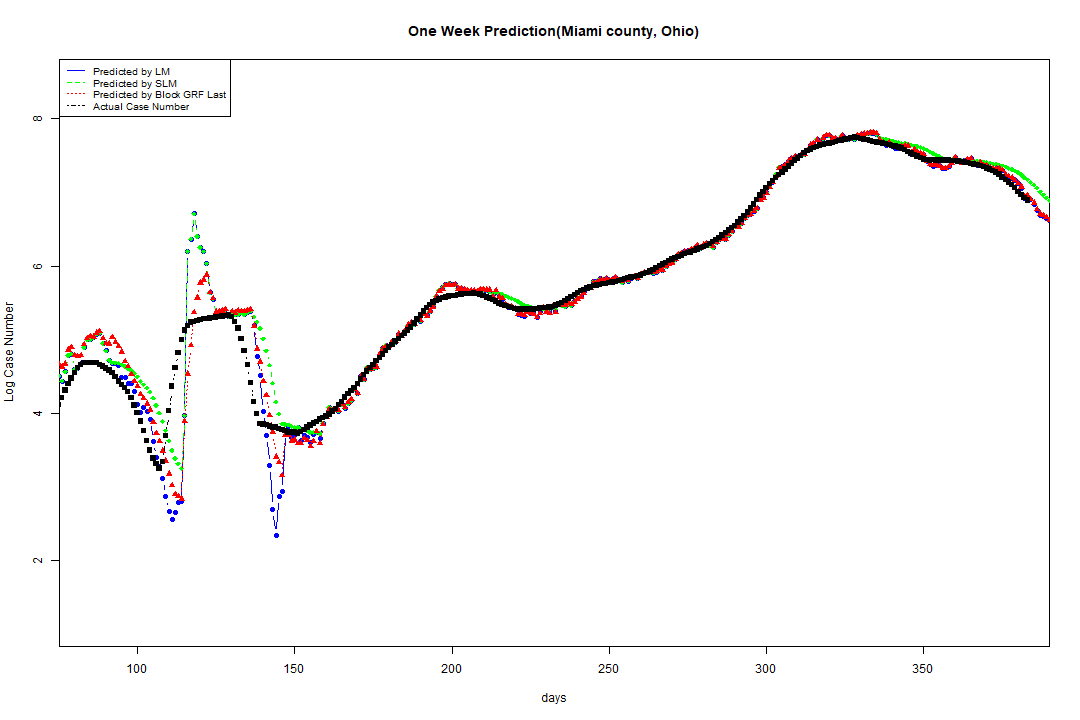 One Week Prediction(Miami county, Ohio)
Predicted by LM
Predicted by SLM
Predicted by Block GRF Last
Actual Case Number
8
6
4
2
Log Case Number
100 150 200 250 300 350
days